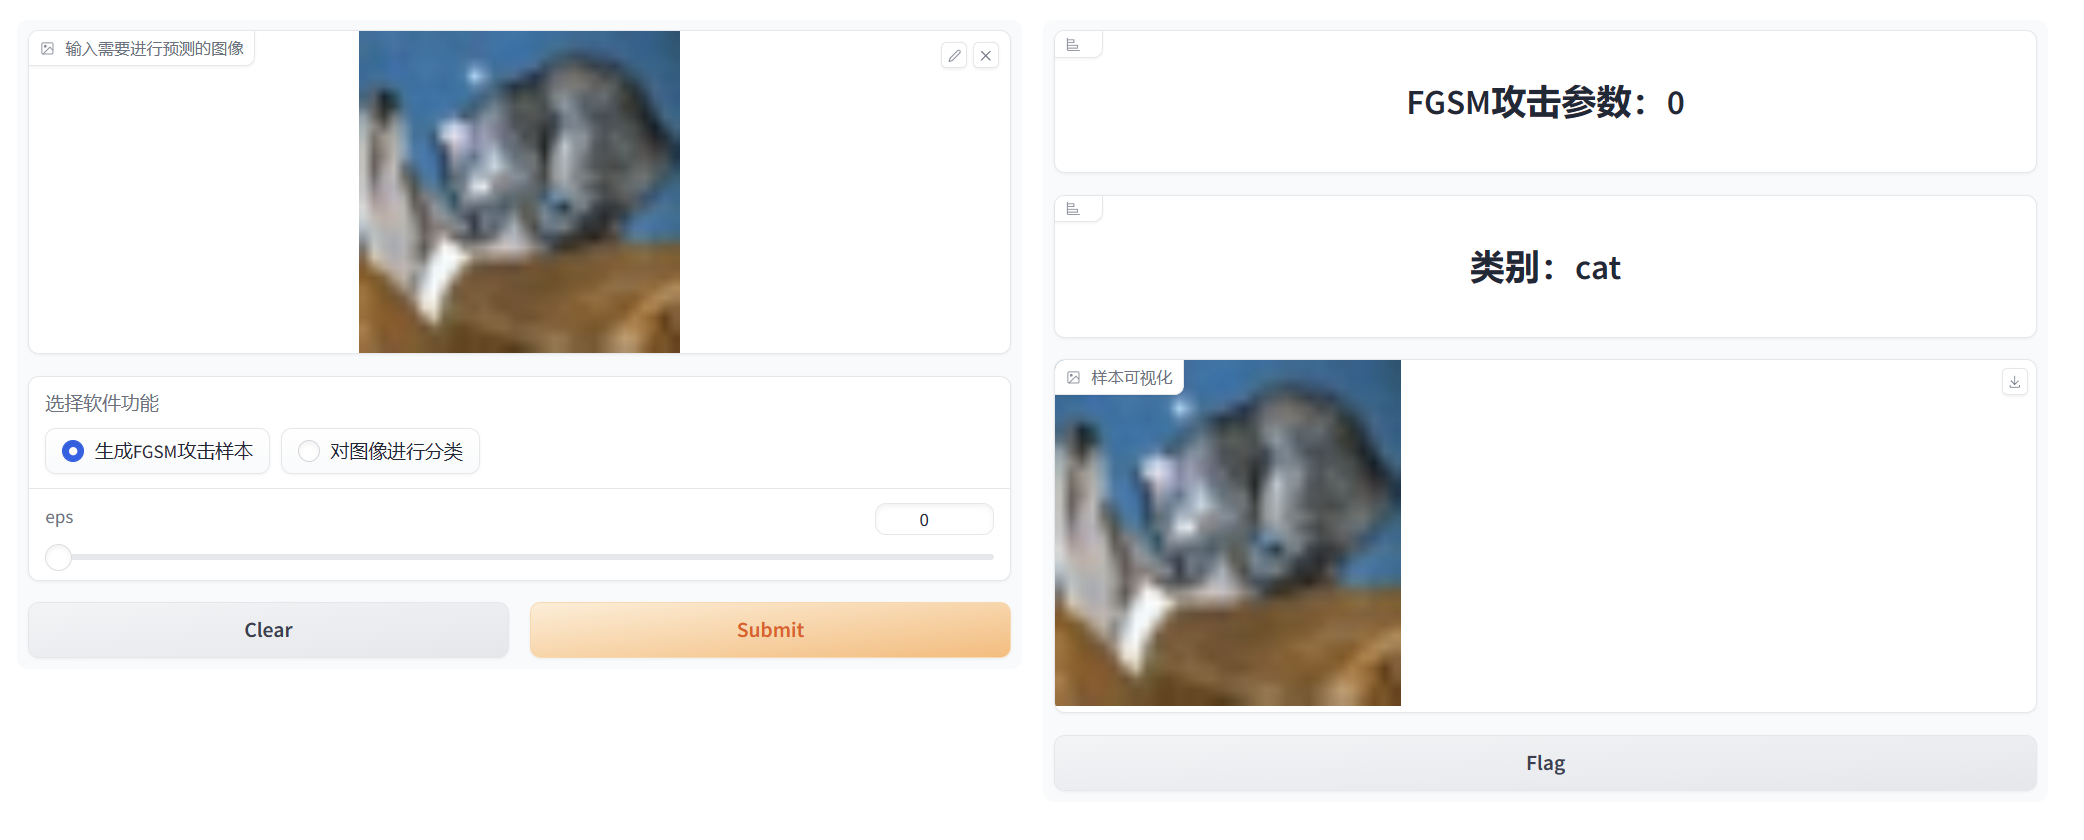 输入需要进行预测的图像
选择软件功能
生成FGSM攻击样本
对图像进行分类
eps
0
Clear
Submit
FGSM攻击参数：0
类别：cat
样本可视化
Flag